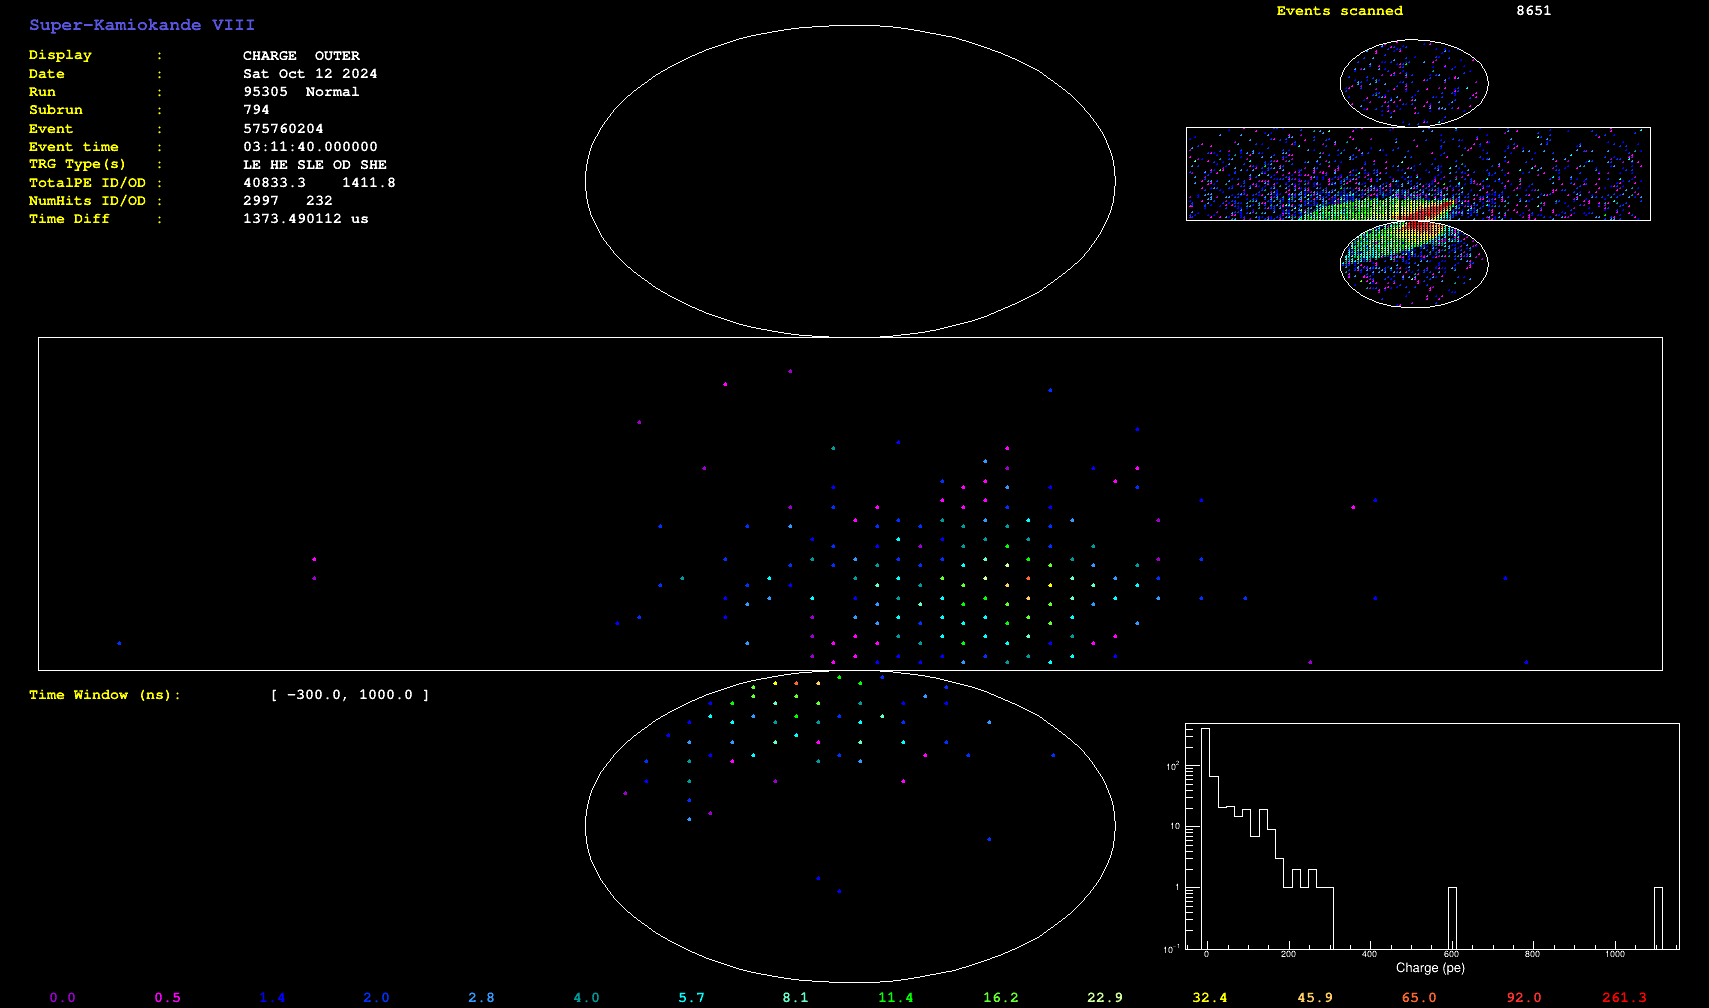 Super-Kamiokande VIII
Display : CHARGE OUTER
Date : Sat Oct 12 2024
Run : 95305 Normal
Subrun : 794
Event : 575760204
Event time : 03:11:40.000000
TRG Type(s) : LE HE SLE OD SHE
TotalPE ID/OD : 40833.3 1411.8
NumHits ID/OD : 2997 232
Time Diff : 1373.490112 us
Events scanned 8651
Time Window (ns): [ -300.0, 1000.0 ]
10²
10
1
10⁻¹
0 200 400 600 800 1000
Charge (pe)
0.0 0.5 1.4 2.0 2.8 4.0 5.7 8.1 11.4 16.2 22.9 32.4 45.9 65.0 92.0 261.3